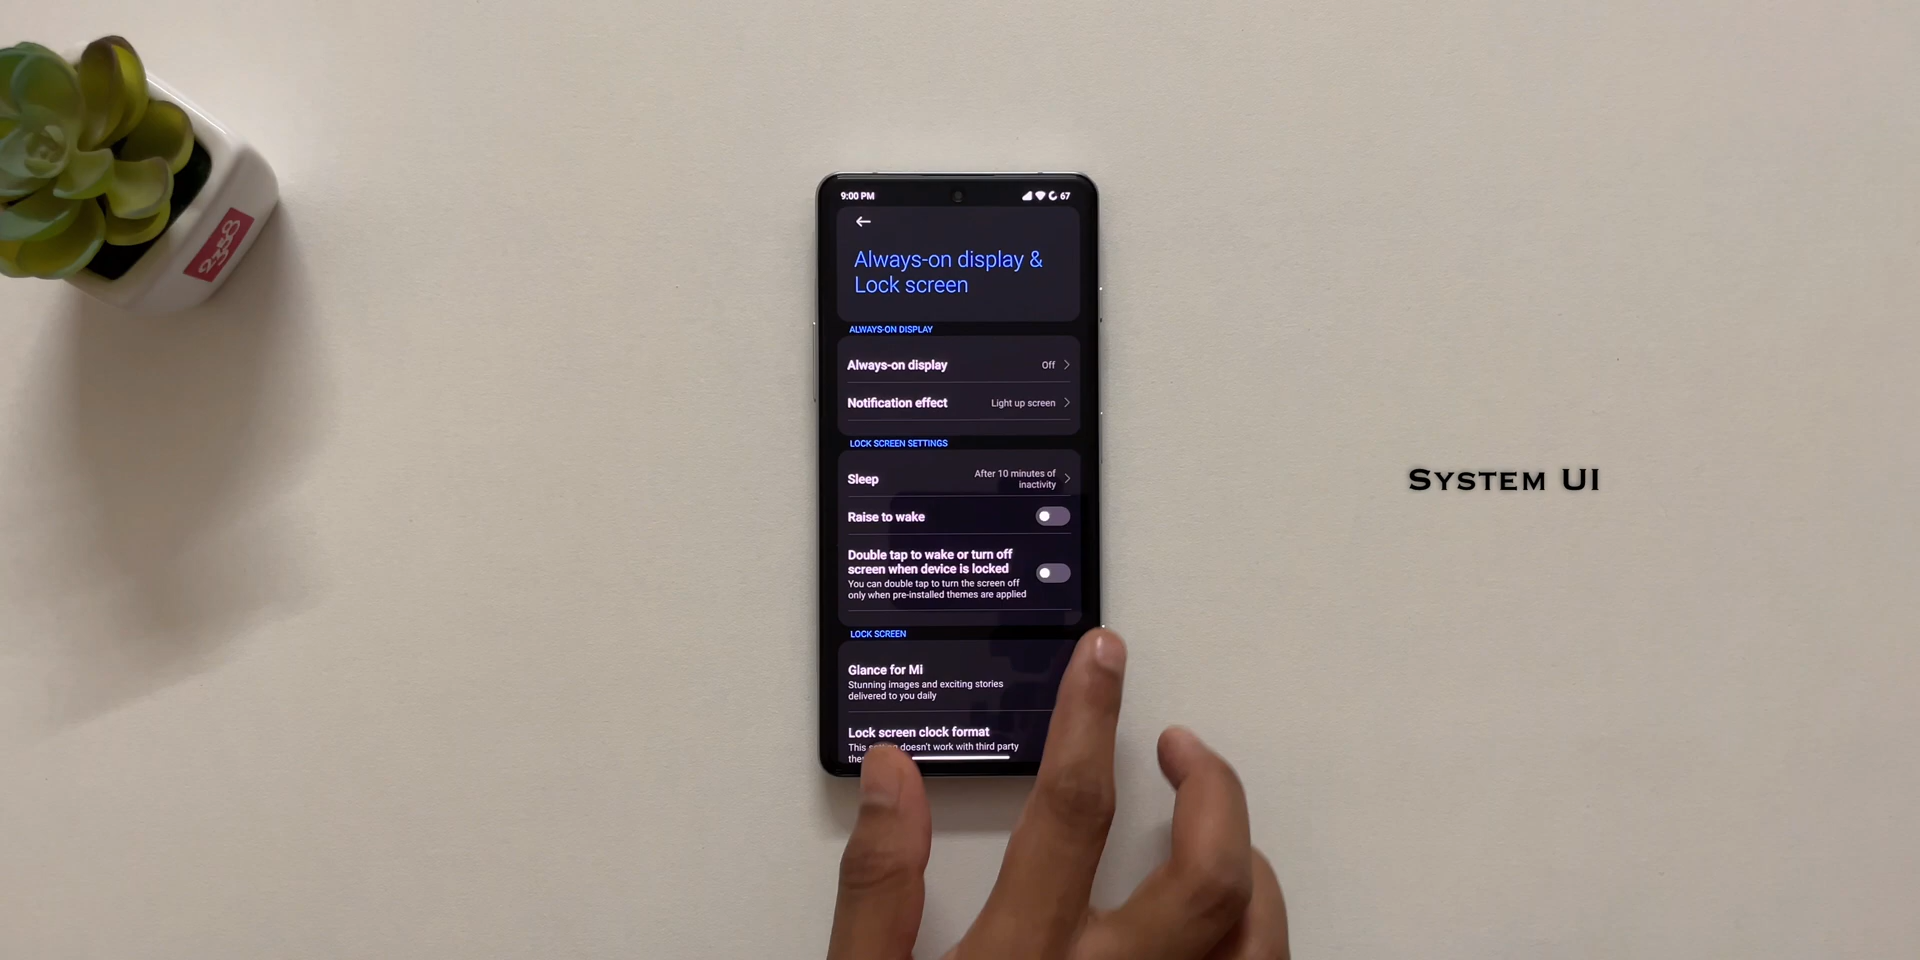 9:00 PM
67
Always-on display &
Lock screen
ALWAYS-ON DISPLAY
Always-on display
Off
Notification effect
Light up screen
LOCK SCREEN SETTINGS
Sleep
After 10 minutes of
inactivity
Raise to wake
Double tap to wake or turn off
screen when device is locked
You can double tap to turn the screen off
only when pre-installed themes are applied
LOCK SCREEN
Glance for Mi
Stunning images and exciting stories
delivered to you daily
Lock screen clock format
This doesn't work with third party
SYSTEM UI